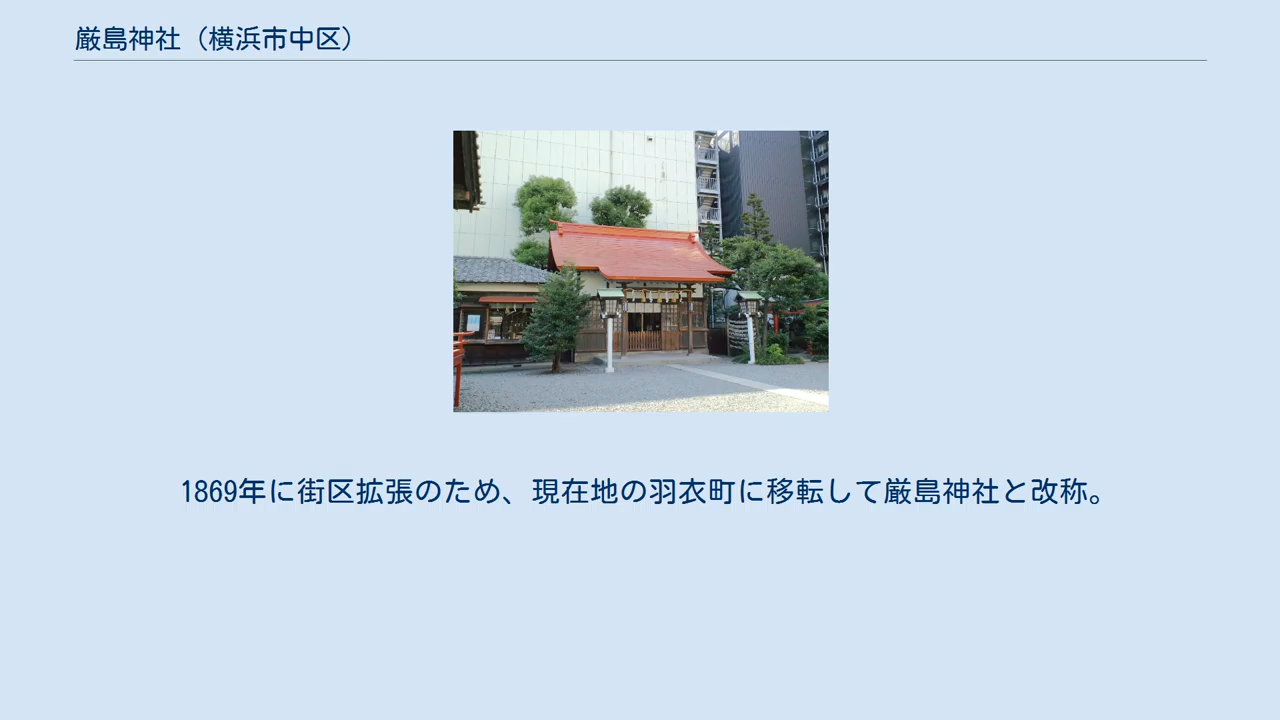 厳島神社（横浜市中区）
1869年に街区拡張のため、現在地の羽衣町に移転して厳島神社と改称。